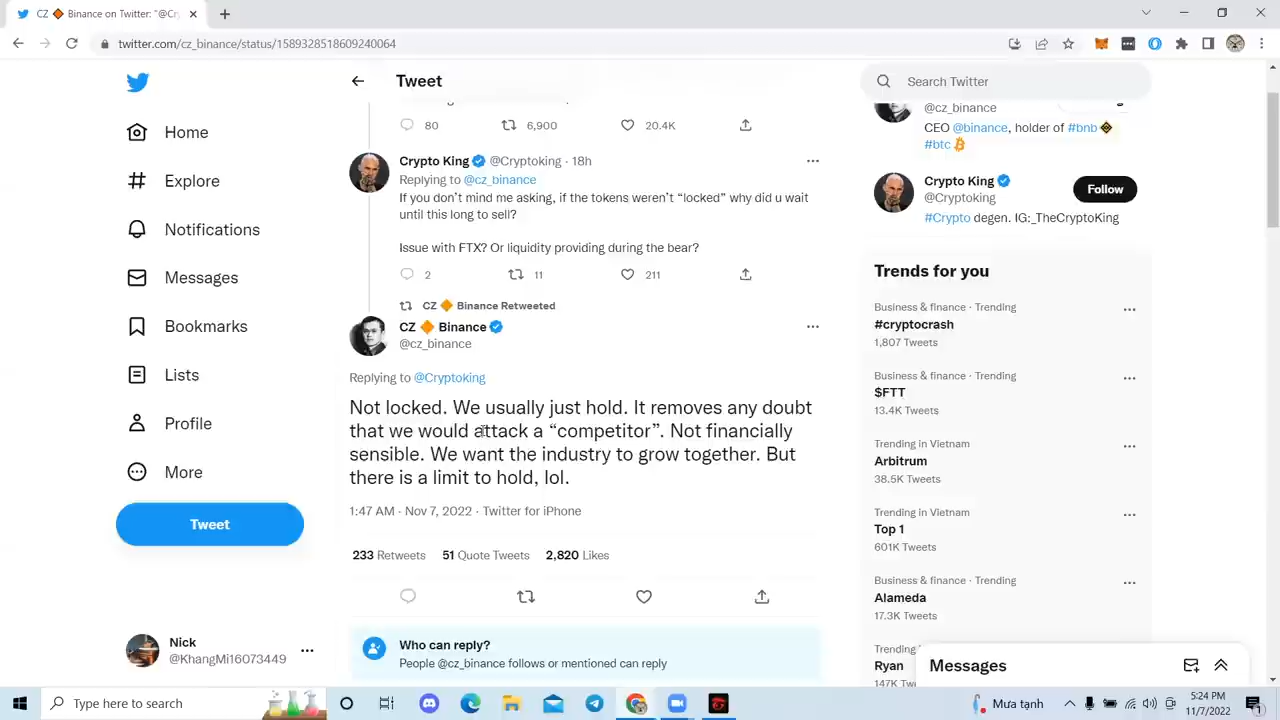 CZ 🔶 Binance on Twitter: "@Cr
twitter.com/cz_binance/status/1589328518609240064
Home
Explore
Notifications
Messages
Bookmarks
Lists
Profile
More
Tweet
Nick
@KhangMi16073449
Tweet
80 6,900 20.4K
Crypto King @Cryptoking · 18h
Replying to @cz_binance
If you don't mind me asking, if the tokens weren't “locked” why did u wait
until this long to sell?
Issue with FTX? Or liquidity providing during the bear?
2 11 211
CZ 🔶 Binance Retweeted
CZ 🔶 Binance
@cz_binance
Replying to @Cryptoking
Not locked. We usually just hold. It removes any doubt
that we would attack a “competitor”. Not financially
sensible. We want the industry to grow together. But
there is a limit to hold, lol.
1:47 AM · Nov 7, 2022 · Twitter for iPhone
233 Retweets 51 Quote Tweets 2,820 Likes
Who can reply?
People @cz_binance follows or mentioned can reply
Search Twitter
@cz_binance
CEO @binance, holder of #bnb
#btc
Crypto King
@Cryptoking
Follow
#Crypto degen. IG:_TheCryptoKing
Trends for you
Business & finance · Trending
#cryptocrash
1,807 Tweets
Business & finance · Trending
$FTT
13.4K Tweets
Trending in Vietnam
Arbitrum
38.5K Tweets
Trending in Vietnam
Top 1
601K Tweets
Business & finance · Trending
Alameda
17.3K Tweets
Trending
Ryan
147K
Messages
Type here to search
Mưa tạnh
5:24 PM
11/7/2022
1